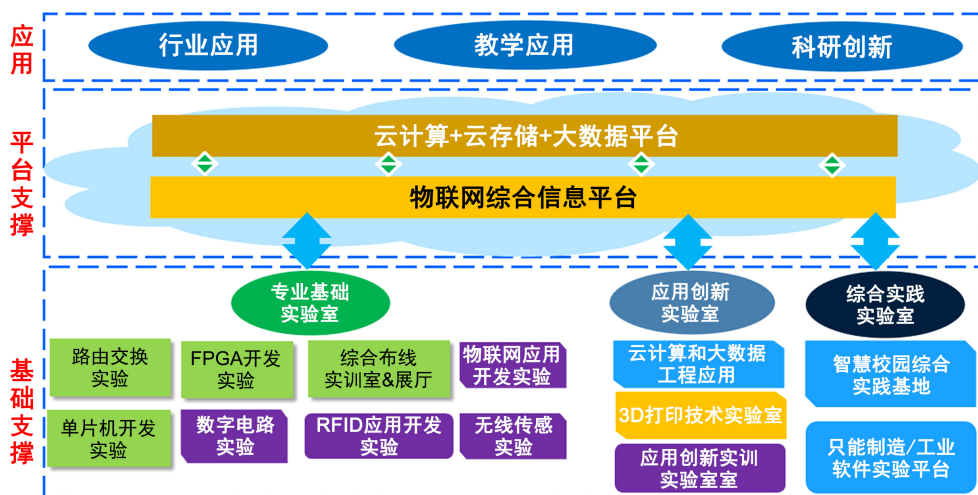 应用
行业应用
教学应用
科研创新
平台支撑
云计算+云存储+大数据平台
物联网综合信息平台
基础支撑
专业基础
实验室
应用创新
实验室
综合实践
实验室
路由交换
实验
FPGA开发
实验
综合布线
实训室&展厅
物联网应用
开发实验
单片机开发
实验
数字电路
实验
RFID应用开发
实验
无线传感
实验
云计算和大数据
工程应用
3D打印技术实验室
应用创新实训
实验室室
智慧校园综合
实践基地
只能制造/工业
软件实验平台